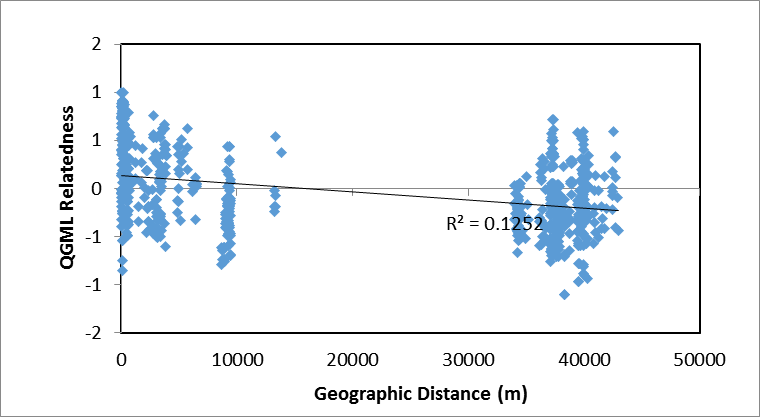 2
1
1
0
-1
-1
-2
QGML Relatedness
R² = 0.1252
0 10000 20000 30000 40000 50000
Geographic Distance (m)